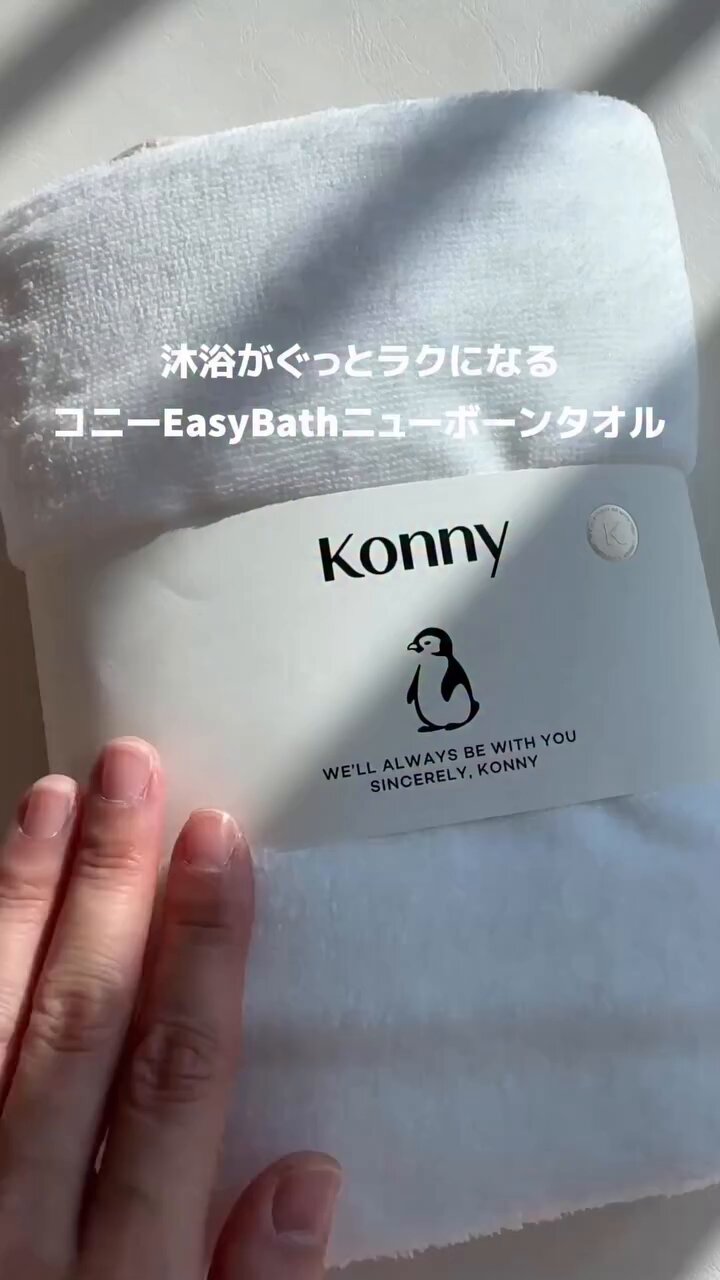 沐浴がぐっとラクになる
コニーEasyBathニューボーンタオル
Konny
K
WE'LL ALWAYS BE WITH YOU
SINCERELY, KONNY